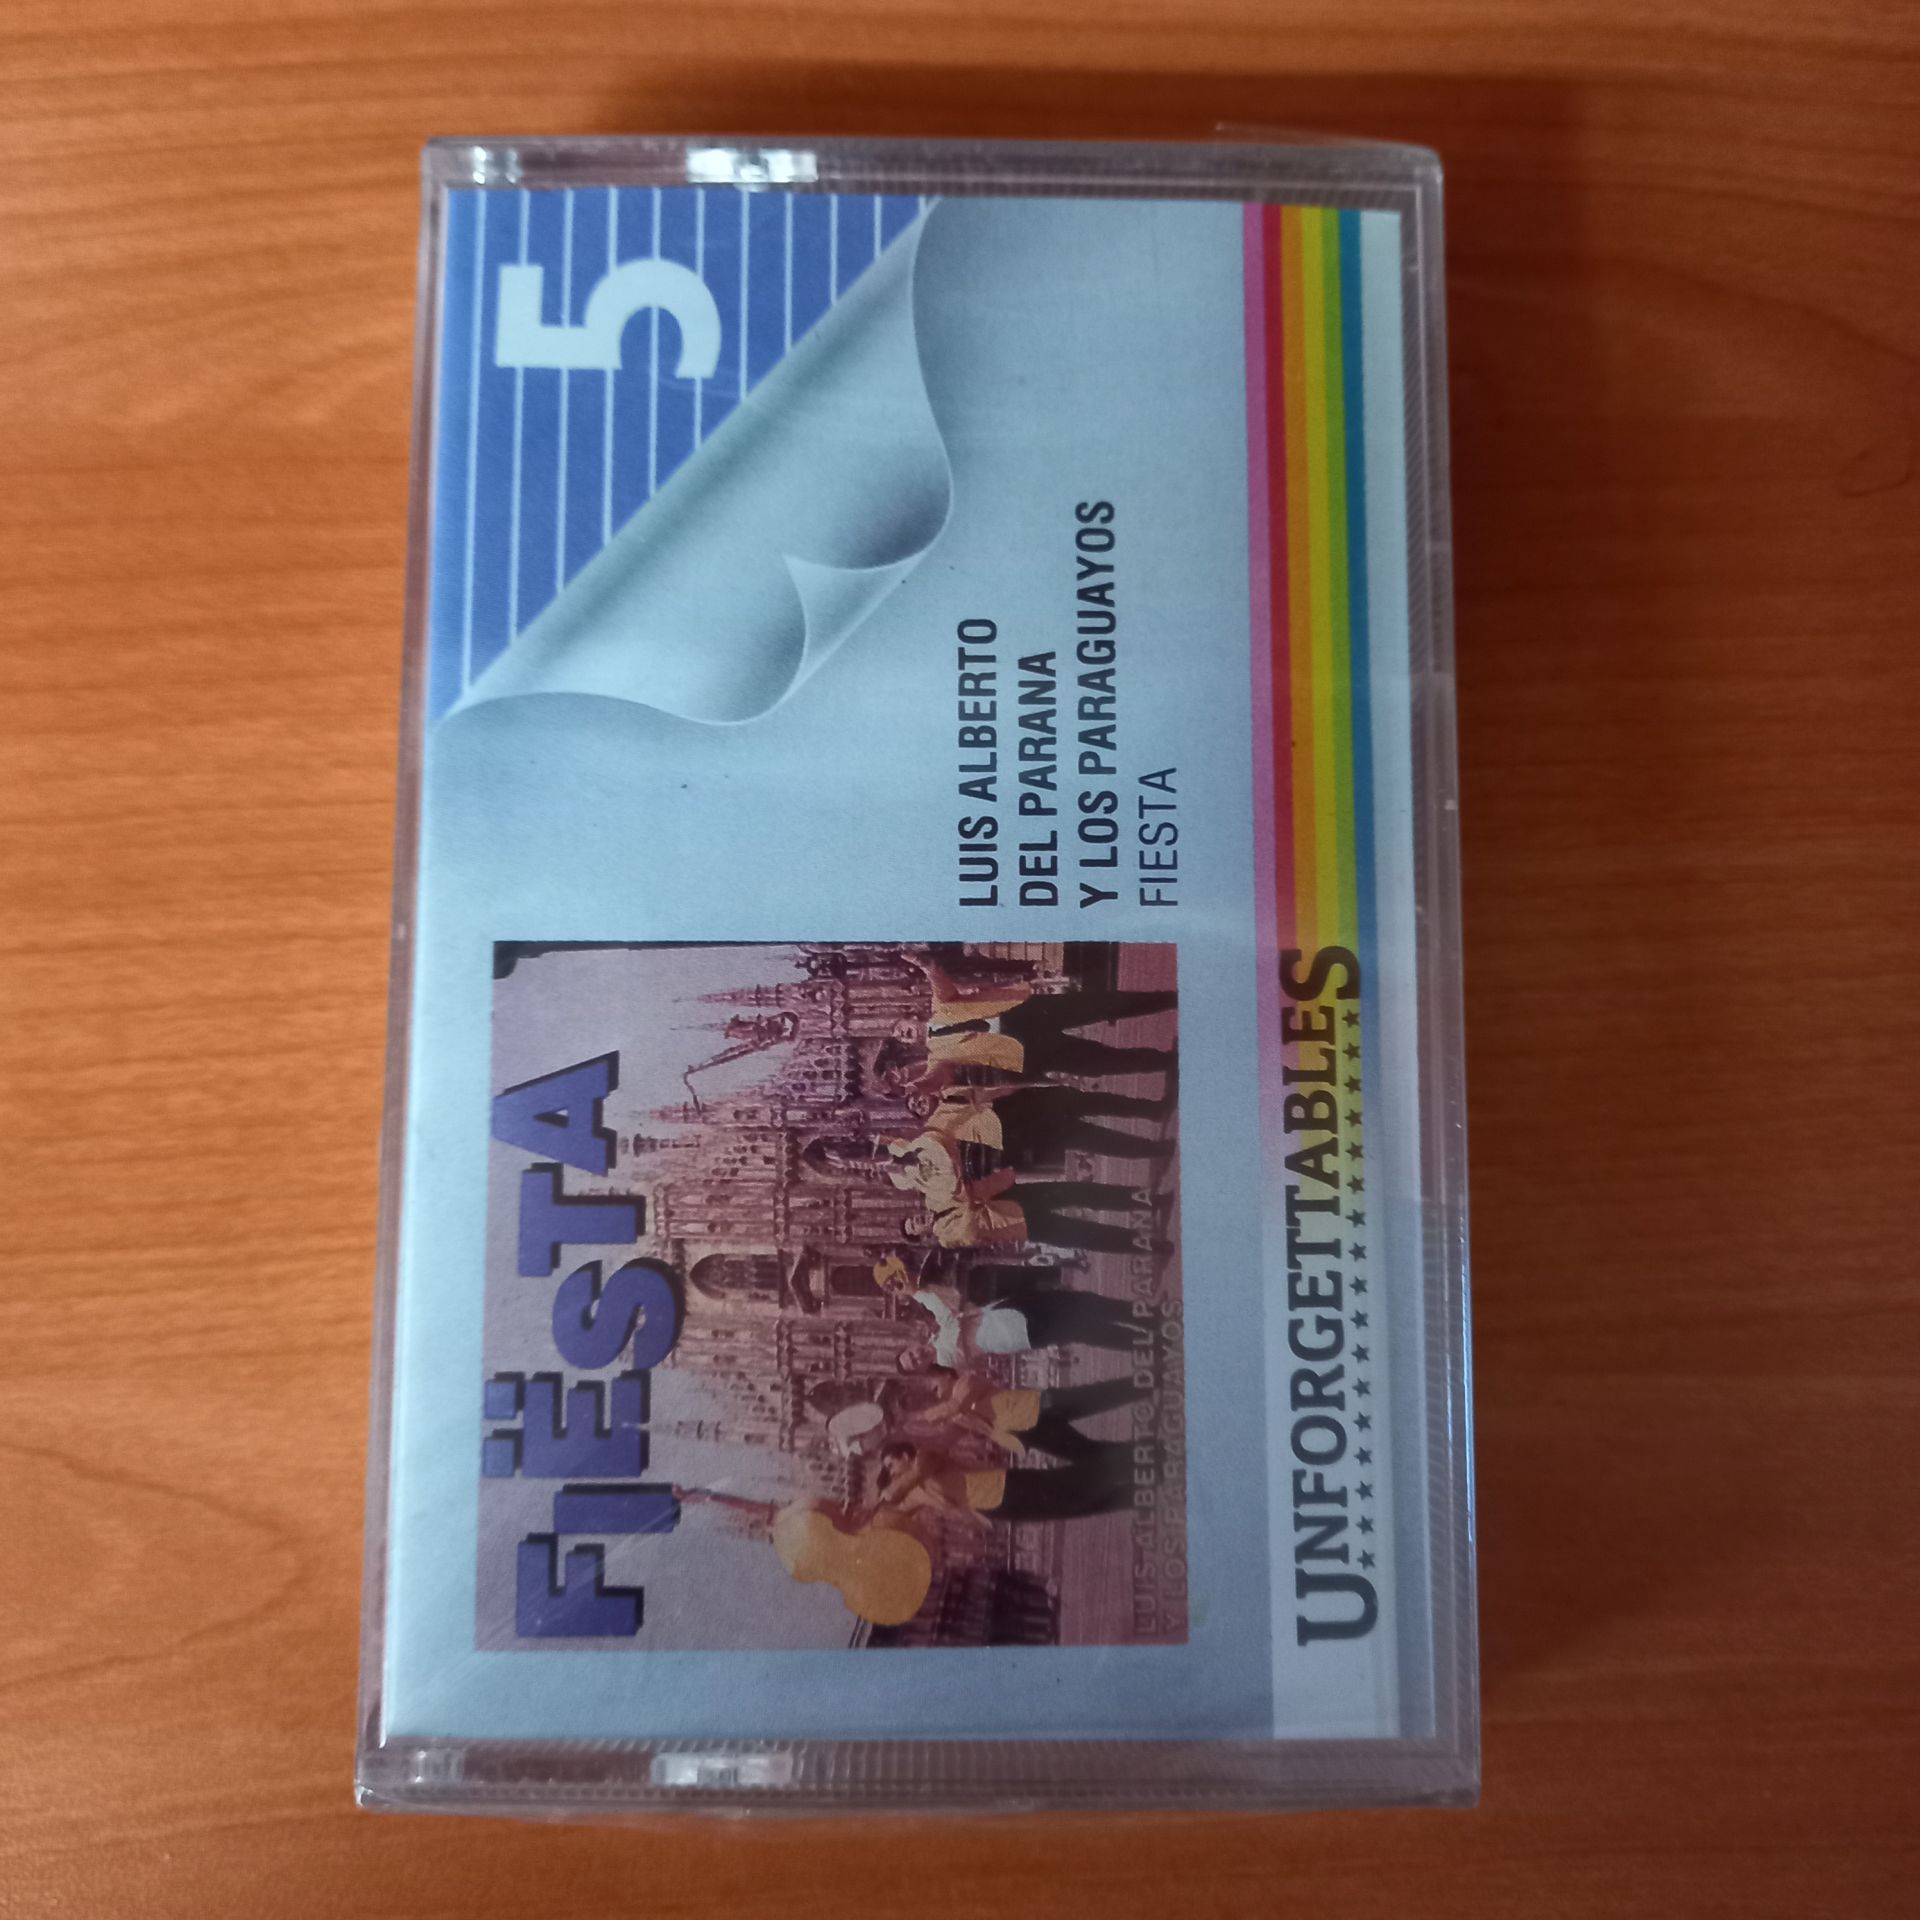 5
LUIS ALBERTO
DEL PARANA
Y LOS PARAGUAYOS
FIESTA
FIËSTA
LUIS ALBERTO DEL PARANA
Y LOS PARAGUAYOS
UNFORGETTABLES